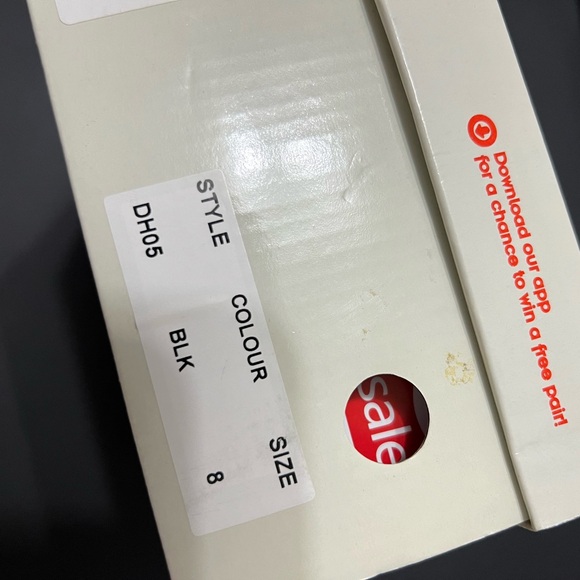 STYLE COLOUR SIZE
DH05 BLK 8
sale
Download our app
for a chance to win a free pair!